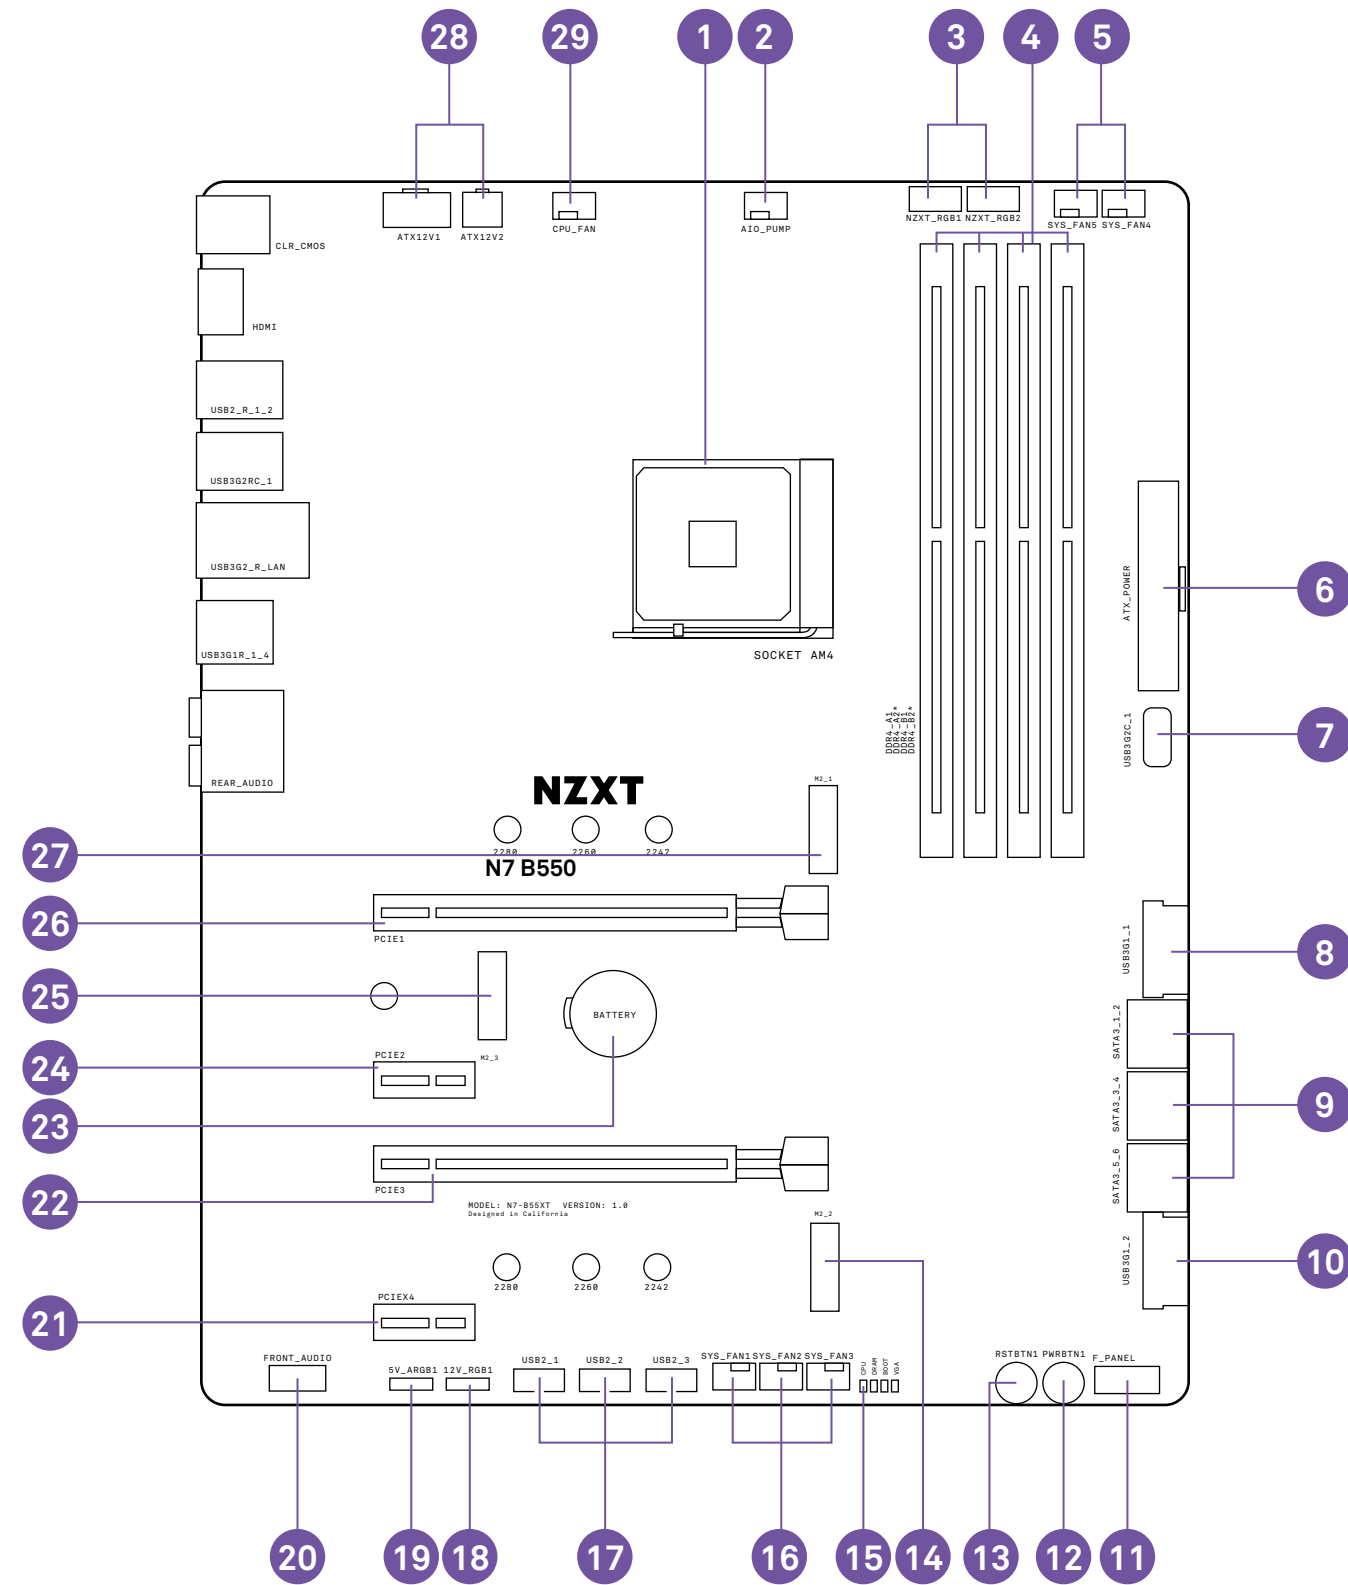 28
29
1
2
3
4
5
ATX12V1
ATX12V2
CPU_FAN
AIO_PUMP
NZXT_RGB1
NZXT_RGB2
SYS_FAN5
SYS_FAN4
CLR_CMOS
HDMI
USB2_R_1_2
USB3G2RC_1
USB3G2_R_LAN
USB3G1R_1_4
REAR_AUDIO
SOCKET AM4
ATX_POWER
6
DDR4_A1
DDR4_A2*
DDR4_B1
DDR4_B2*
USB3G2C_1
7
NZXT
M2_1
2280
2260
2242
27
N7 B550
26
PCIE1
USB3G1_1
8
25
BATTERY
SATA3_1_2
24
PCIE2
M2_3
SATA3_3_4
9
23
SATA3_5_6
22
PCIE3
MODEL: N7-B55XT VERSION: 1.0
Designed in California
M2_2
USB3G1_2
10
2280
2260
2242
21
PCIEX4
FRONT_AUDIO
5V_ARGB1
12V_RGB1
USB2_1
USB2_2
USB2_3
SYS_FAN1
SYS_FAN2
SYS_FAN3
CPU
DRAM
BOOT
VGA
RSTBTN1
PWRBTN1
F_PANEL
20
19
18
17
16
15
14
13
12
11